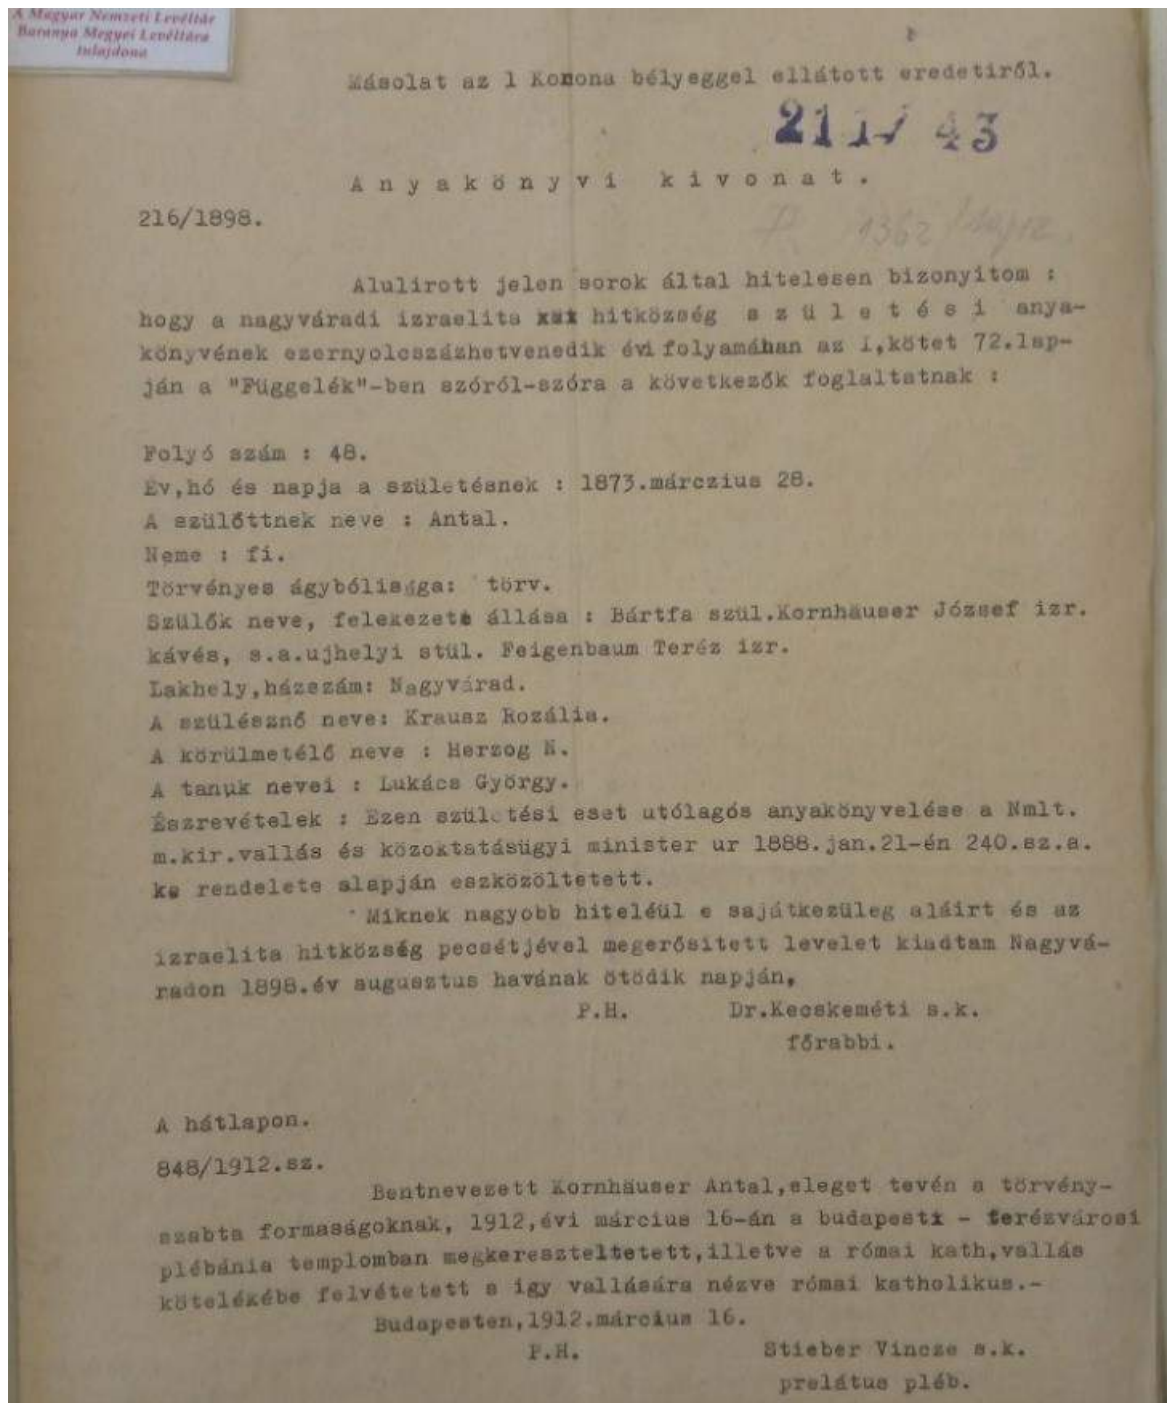 A Magyar Nemzeti Levéltár
Baranya Megyei Levéltára
tulajdona
Másolat az 1 Korona bélyeggel ellátott eredetiről.
211/ 43
A n y a k ö n y v i k i v o n a t .
216/1898.
1362
Alulirott jelen sorok által hitelesen bizonyitom :
hogy a nagyváradi izraelita xxx hitközség s z ü l e t é s i anya-
könyvének ezernyolcszázhetvenedik évi folyamában az I,kötet 72.lap-
ján a "Függelék"-ben szóról-szóra a következők foglaltatnak :
Folyó szám : 48.
Év,hó és napja a születésnek : 1873.márczius 28.
A szülőttnek neve : Antal.
Neme : fi.
Törvényes ágybólisága: törv.
Szülők neve, felekezete állása : Bártfa szül.Kornhäuser József izr.
kávés, s.a.ujhelyi stül. Feigenbaum Teréz izr.
Lakhely,házszám: Nagyvárad.
A szülésznő neve: Krausz Rozália.
A körülmetélő neve : Herzog N.
A tanuk nevei : Lukács György.
Észrevételek : Ezen születési eset utólagós anyakönyvelése a Nmlt.
m.kir.vallás és közoktatásügyi minister ur 1888.jan.21-én 240.sz.a.
ke rendelete alapján eszközöltetett.
Miknek nagyobb hiteléül e sajátkezüleg aláirt és az
izraelita hitközség pecsétjével megerősitett levelet kiadtam Nagyvá-
radon 1898.év augusztus havának ötödik napján,
P.H. Dr.Kecskeméti s.k.
főrabbi.
A hátlapon.
848/1912.sz.
Bentnevezett Kornhäuser Antal,eleget tevén a törvény-
szabta formaságoknak, 1912,évi március 16-án a budapesti - terézvárosi
plébánia templomban megkereszteltetett,illetve a római kath,vallás
kötelékébe felvétetett s igy vallására nézve római katholikus.-
Budapesten,1912.március 16.
P.H. Stieber Vincze s.k.
prelátus pléb.